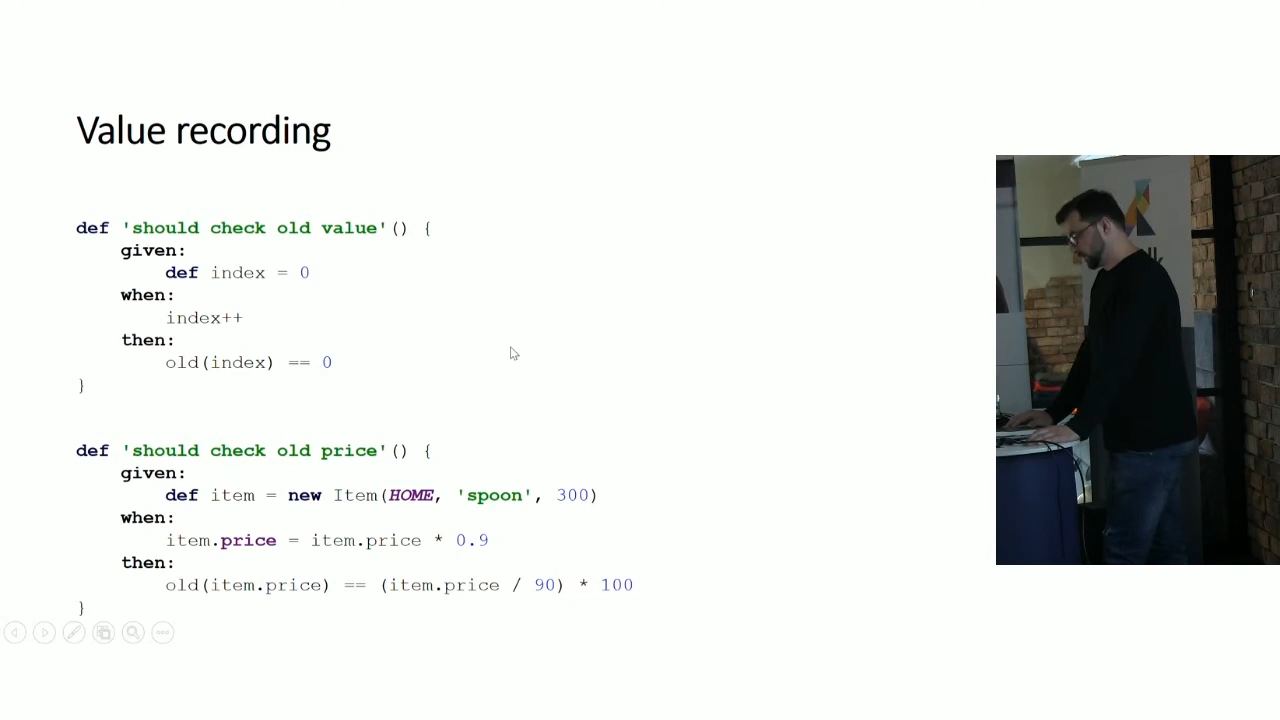 Value recording
def 'should check old value'() {
given:
def index = 0
when:
index++
then:
old(index) == 0
}
def 'should check old price'() {
given:
def item = new Item(HOME, 'spoon', 300)
when:
item.price = item.price * 0.9
then:
old(item.price) == (item.price / 90) * 100
}